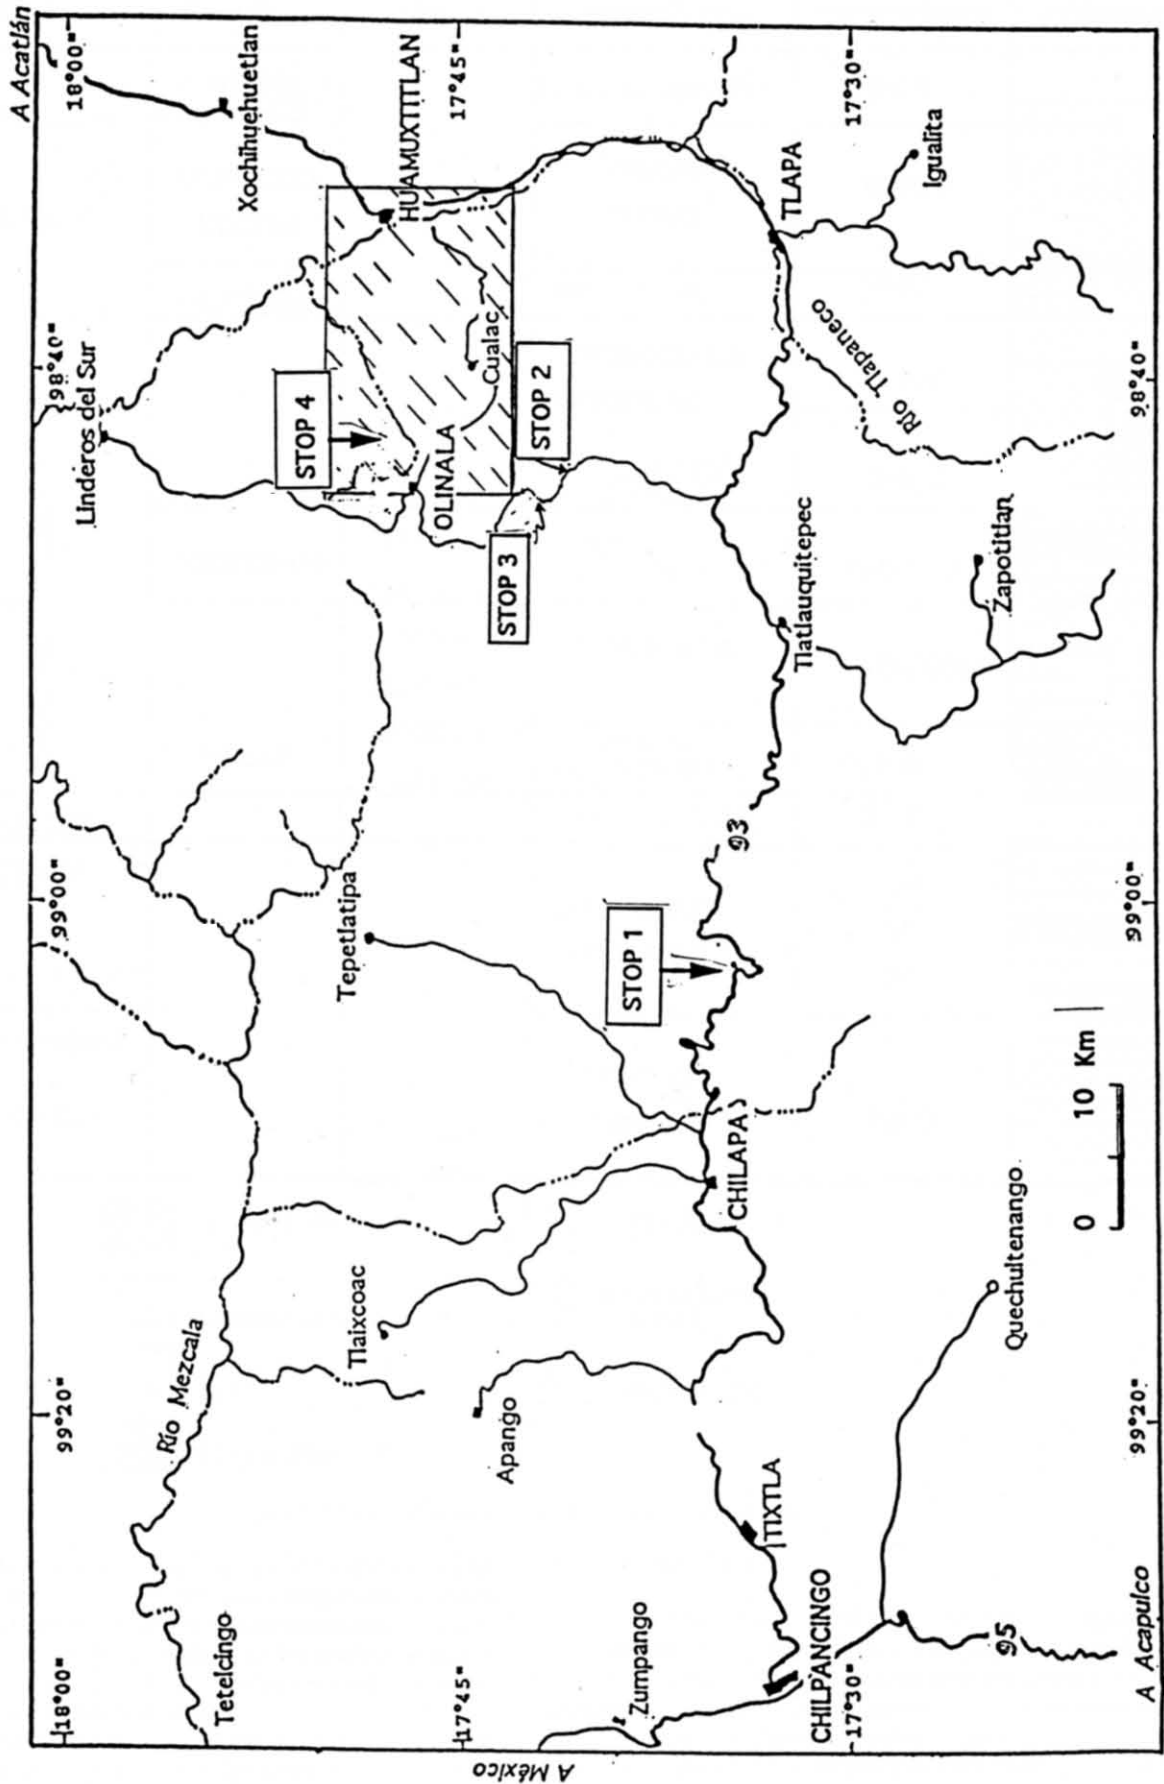 A Acatlán
18°00"
Xochihuehuetlan
HUAMUXTITLAN
17°45"
17°30"
98°40"
Linderos del Sur
STOP 4
Cualac
OLINALA
STOP 2
STOP 3
TLAPA
Igualita
Río Tlapaneco
98°40"
Tlatlauquitepec
Zapotitlan
93
99°00"
Tepetlatipa
STOP 1
99°00"
CHILAPA
0 10 Km
Quechultenango
Tlaixcoac
Río Mezcala
99°20"
Apango
99°20"
TIXTLA
Tetelcingo
Zumpango
CHILPANCINGO
95
18°00"
17°45"
17°30"
A México
A Acapulco